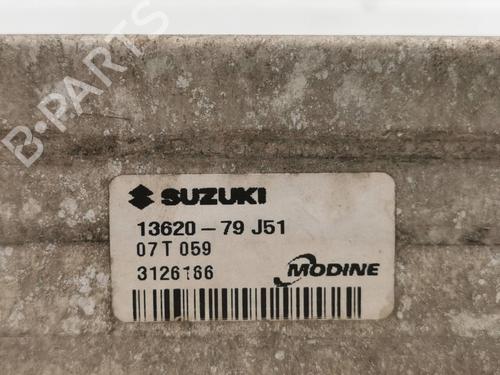 SUZUKI
13620-79 J51
07T 059
3126166
MODINE
B-PARTS